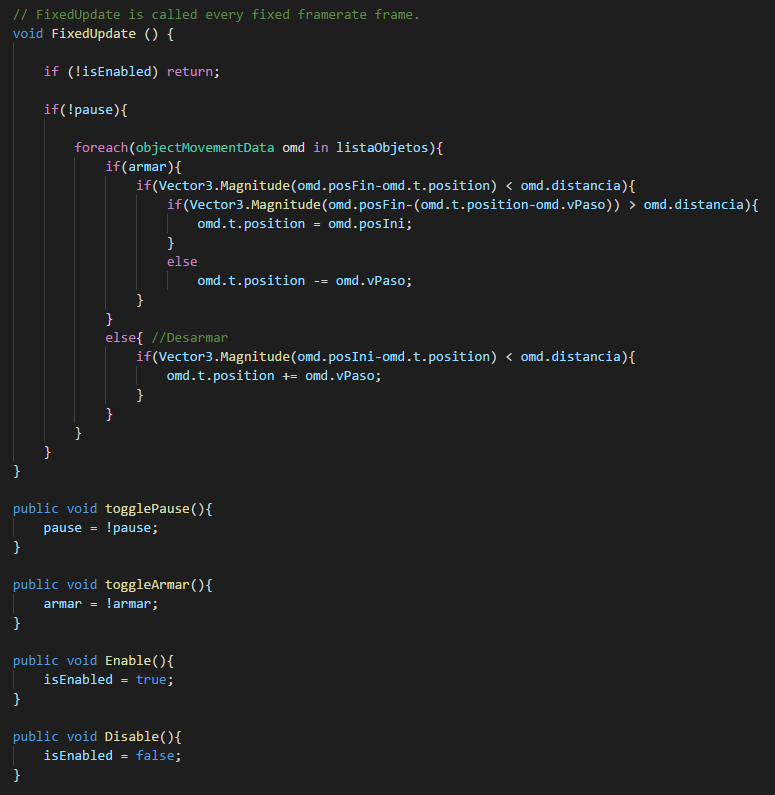 // FixedUpdate is called every fixed framerate frame.
void FixedUpdate () {
if (!isEnabled) return;
if(!pause){
foreach(objectMovementData omd in listaObjetos){
if(armar){
if(Vector3.Magnitude(omd.posFin-omd.t.position) < omd.distancia){
if(Vector3.Magnitude(omd.posFin-(omd.t.position-omd.vPaso)) > omd.distancia){
omd.t.position = omd.posIni;
}
else
omd.t.position -= omd.vPaso;
}
}
else{ //Desarmar
if(Vector3.Magnitude(omd.posIni-omd.t.position) < omd.distancia){
omd.t.position += omd.vPaso;
}
}
}
}
}
public void togglePause(){
pause = !pause;
}
public void toggleArmar(){
armar = !armar;
}
public void Enable(){
isEnabled = true;
}
public void Disable(){
isEnabled = false;
}